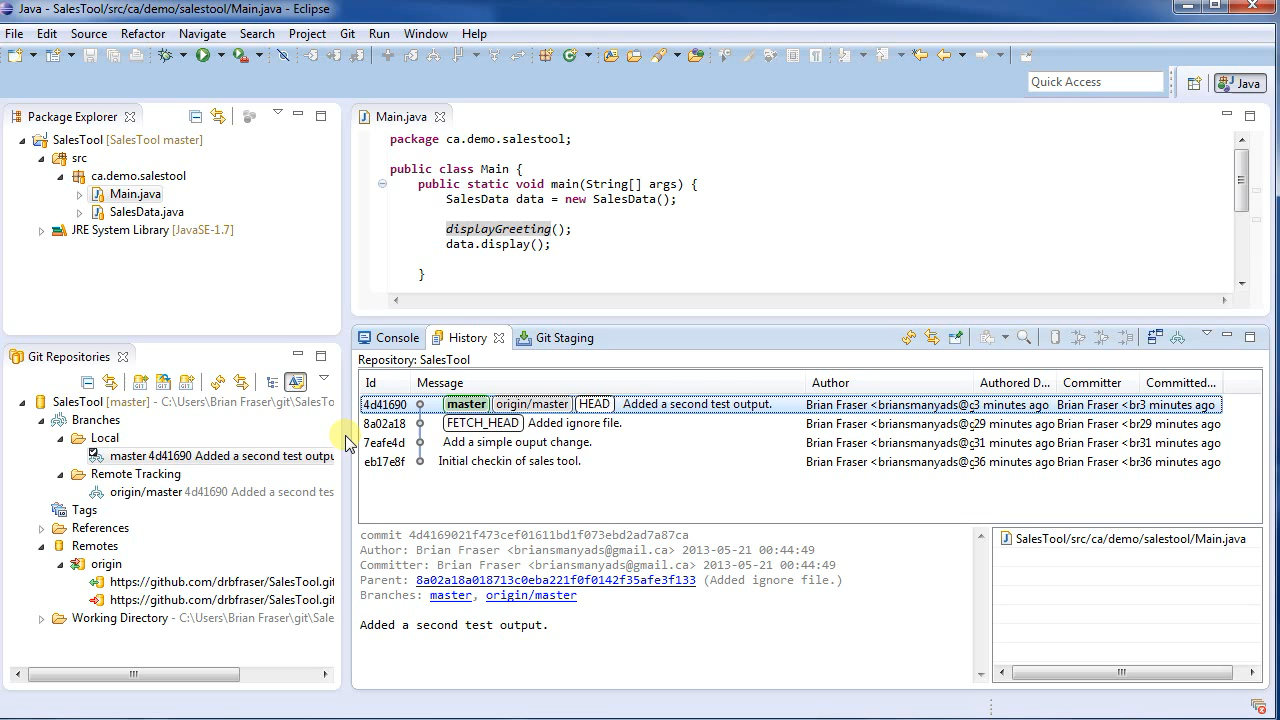 Java - SalesTool/src/ca/demo/salestool/Main.java - Eclipse
File Edit Source Refactor Navigate Search Project Git Run Window Help
Quick Access
Java
Package Explorer
SalesTool [SalesTool master]
src
ca.demo.salestool
Main.java
SalesData.java
JRE System Library [JavaSE-1.7]
Main.java
package ca.demo.salestool;
public class Main {
public static void main(String[] args) {
SalesData data = new SalesData();
displayGreeting();
data.display();
}
Git Repositories
SalesTool [master] - C:\Users\Brian Fraser\git\SalesTo
Branches
Local
master 4d41690 Added a second test outpu
Remote Tracking
origin/master 4d41690 Added a second tes
Tags
References
Remotes
origin
https://github.com/drbfraser/SalesTool.git
https://github.com/drbfraser/SalesTool.git
Working Directory - C:\Users\Brian Fraser\git\Sale
Console History Git Staging
Repository: SalesTool
Id Message Author Authored D... Committer Committed...
4d41690 master origin/master HEAD Added a second test output. Brian Fraser <briansmanyads@g 3 minutes ago Brian Fraser <br 3 minutes ago
8a02a18 FETCH_HEAD Added ignore file. Brian Fraser <briansmanyads@g 29 minutes ago Brian Fraser <br 29 minutes ago
7eafe4d Add a simple ouput change. Brian Fraser <briansmanyads@g 31 minutes ago Brian Fraser <br 31 minutes ago
eb17e8f Initial checkin of sales tool. Brian Fraser <briansmanyads@g 36 minutes ago Brian Fraser <br 36 minutes ago
commit 4d4169021f473cef01611bd1f073ebd2ad7a87ca
Author: Brian Fraser <briansmanyads@gmail.ca> 2013-05-21 00:44:49
Committer: Brian Fraser <briansmanyads@gmail.ca> 2013-05-21 00:44:49
Parent: 8a02a18a018713c0eba221f0f0142f35afe3f133 (Added ignore file.)
Branches: master, origin/master
Added a second test output.
SalesTool/src/ca/demo/salestool/Main.java